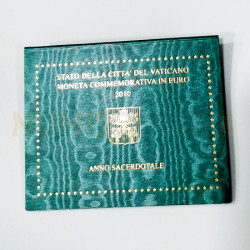 STATO DELLA CITTA' DEL VATICANO
MONETA COMMEMORATIVA IN EURO
2010
ANNO SACERDOTALE